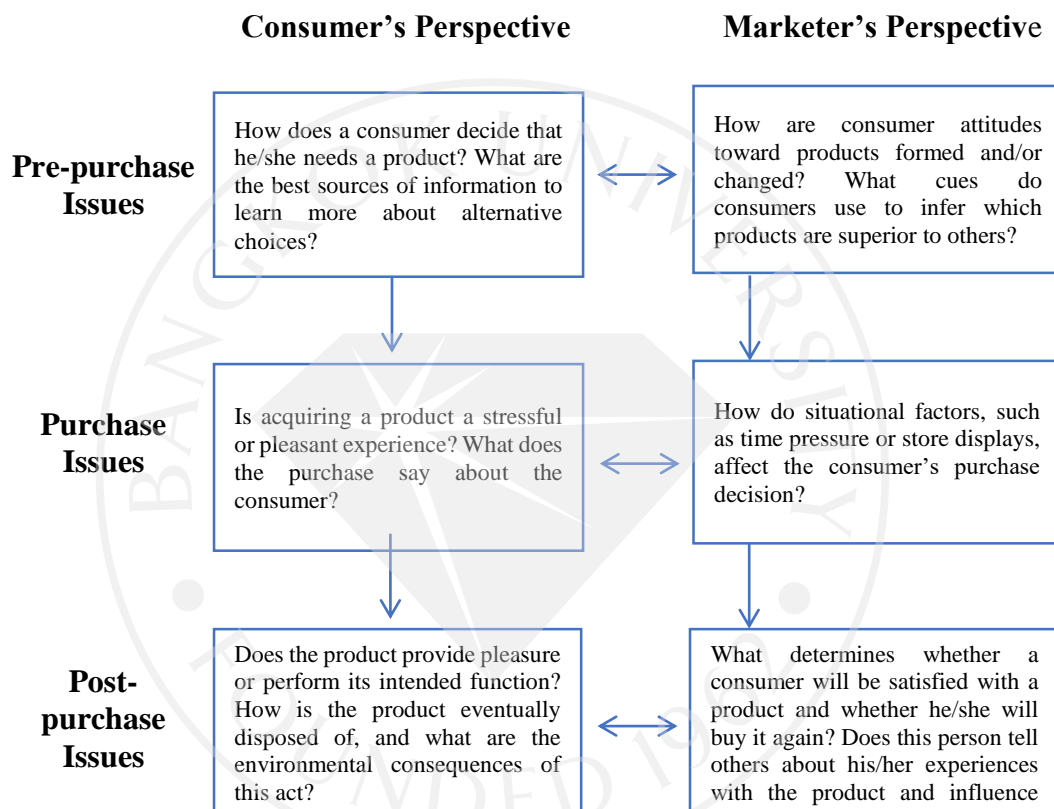 Consumer's Perspective
Marketer's Perspective
Pre-purchase
Issues
How does a consumer decide that
he/she needs a product? What are
the best sources of information to
learn more about alternative
choices?
How are consumer attitudes
toward products formed and/or
changed? What cues do
consumers use to infer which
products are superior to others?
Purchase
Issues
Is acquiring a product a stressful
or pleasant experience? What does
the purchase say about the
consumer?
How do situational factors, such
as time pressure or store displays,
affect the consumer's purchase
decision?
Post-
purchase
Issues
Does the product provide pleasure
or perform its intended function?
How is the product eventually
disposed of, and what are the
environmental consequences of
this act?
What determines whether a
consumer will be satisfied with a
product and whether he/she will
buy it again? Does this person tell
others about his/her experiences
with the product and influence
BANGKOK UNIVERSITY
FOUNDED 1962